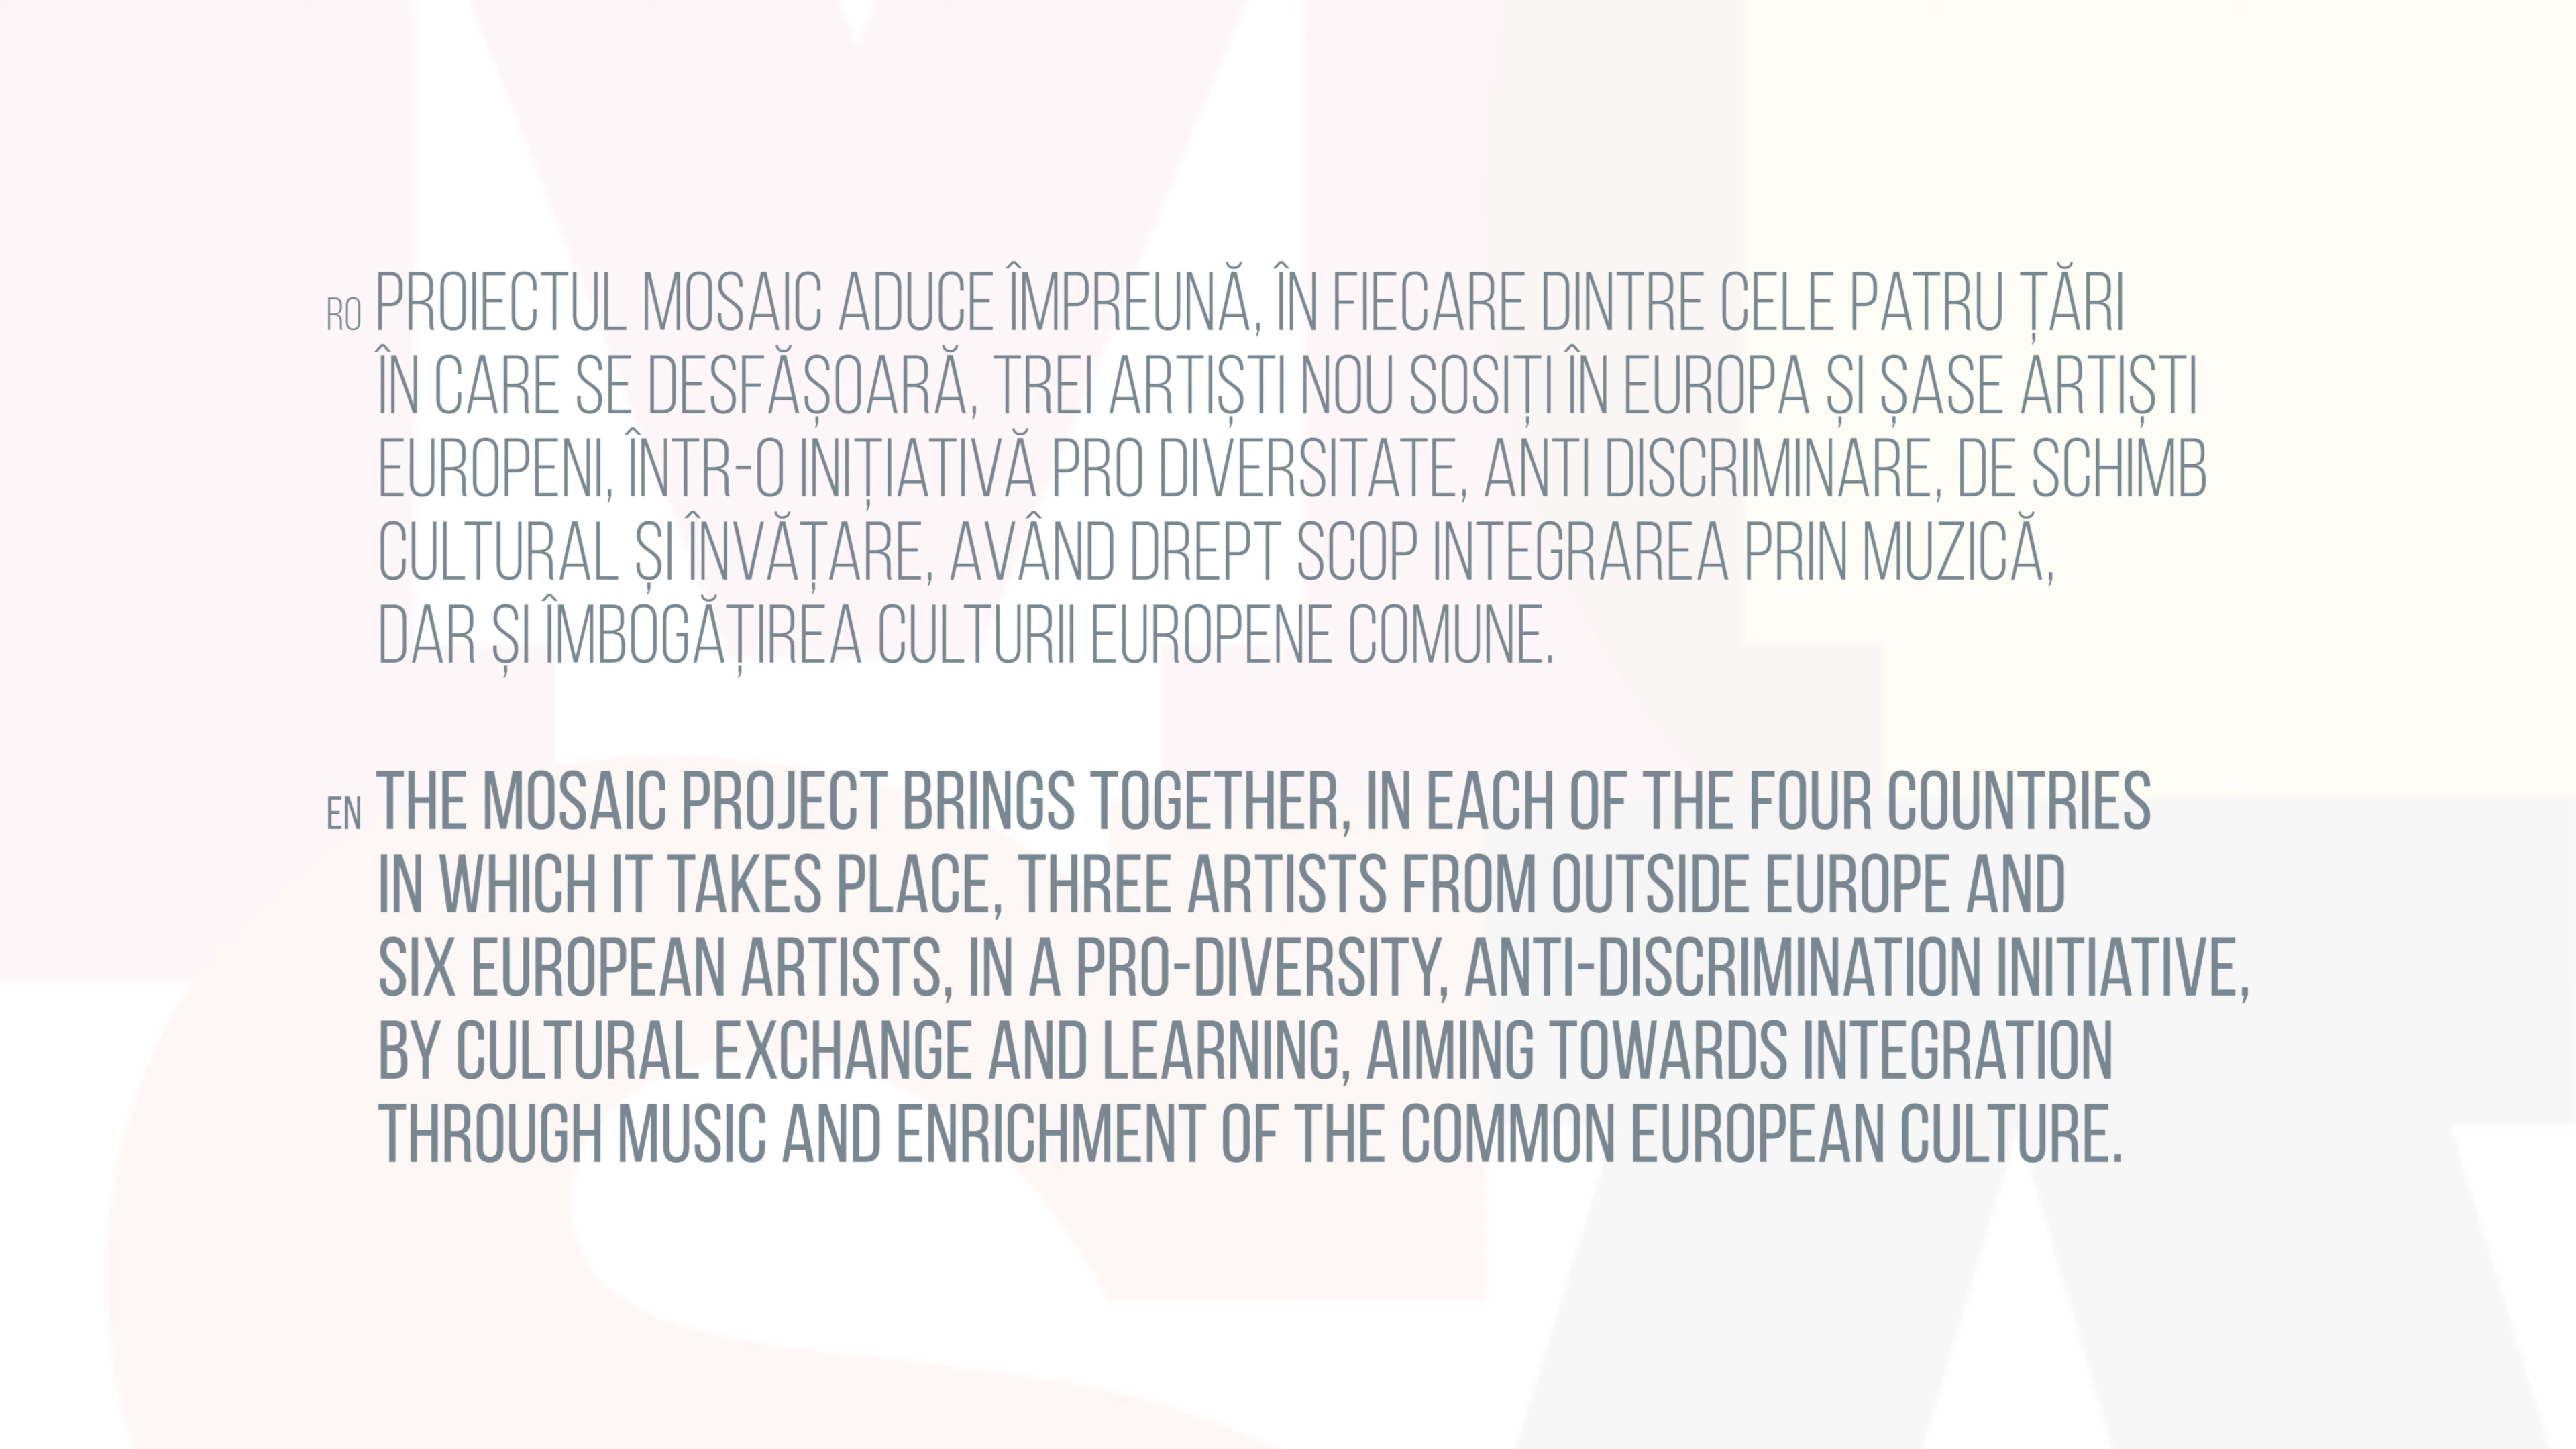 RO PROIECTUL MOSAIC ADUCE ÎMPREUNĂ, ÎN FIECARE DINTRE CELE PATRU ȚĂRI
ÎN CARE SE DESFĂȘOARĂ, TREI ARTIȘTI NOU SOSIȚI ÎN EUROPA ȘI ȘASE ARTIȘTI
EUROPENI, ÎNTR-O INIȚIATIVĂ PRO DIVERSITATE, ANTI DISCRIMINARE, DE SCHIMB
CULTURAL ȘI ÎNVĂȚARE, AVÂND DREPT SCOP INTEGRAREA PRIN MUZICĂ,
DAR ȘI ÎMBOGĂȚIREA CULTURII EUROPENE COMUNE.
EN THE MOSAIC PROJECT BRINGS TOGETHER, IN EACH OF THE FOUR COUNTRIES
IN WHICH IT TAKES PLACE, THREE ARTISTS FROM OUTSIDE EUROPE AND
SIX EUROPEAN ARTISTS, IN A PRO-DIVERSITY, ANTI-DISCRIMINATION INITIATIVE,
BY CULTURAL EXCHANGE AND LEARNING, AIMING TOWARDS INTEGRATION
THROUGH MUSIC AND ENRICHMENT OF THE COMMON EUROPEAN CULTURE.